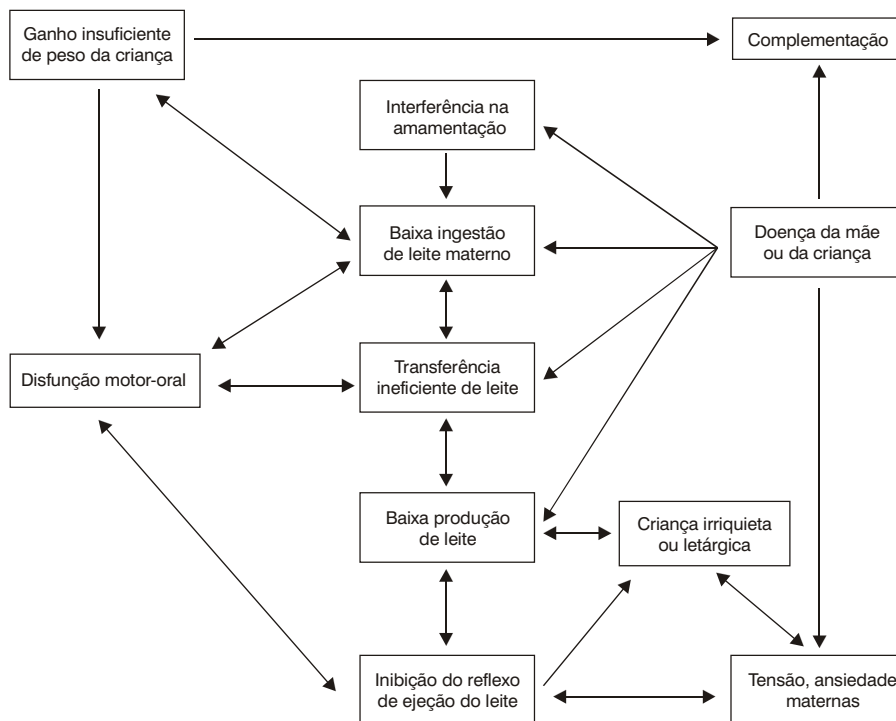 Ganho insuficiente
de peso da criança
Complementação
Interferência na
amamentação
Baixa ingestão
de leite materno
Doença da mãe
ou da criança
Disfunção motor-oral
Transferência
ineficiente de leite
Baixa produção
de leite
Criança irriquieta
ou letárgica
Inibição do reflexo
de ejeção do leite
Tensão, ansiedade
maternas